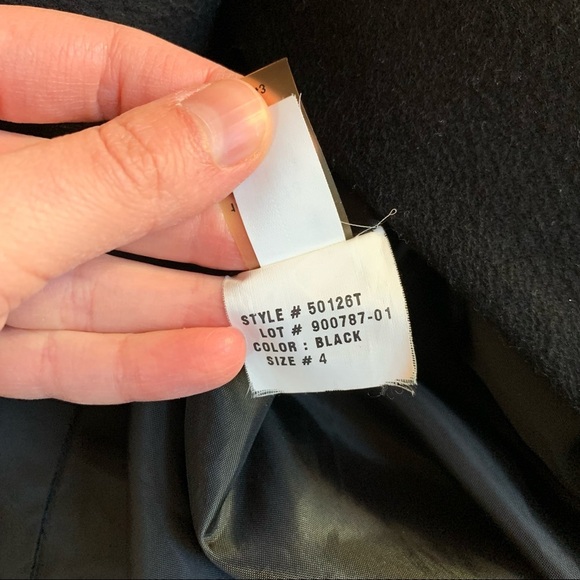 STYLE # 50126T
LOT # 900787-01
COLOR : BLACK
SIZE # 4